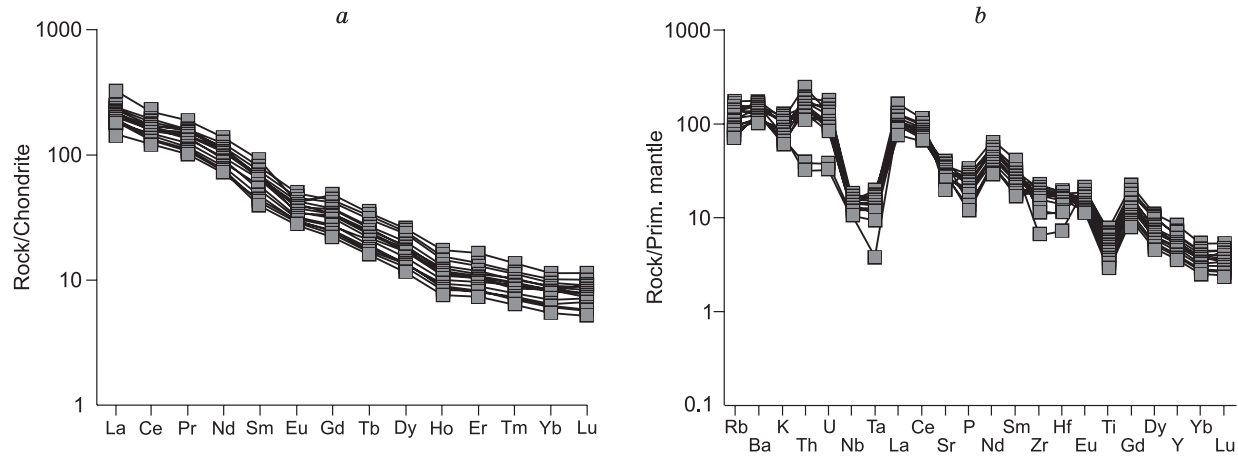 a
1000
100
10
1
Rock/Chondrite
La Ce Pr Nd Sm Eu Gd Tb Dy Ho Er Tm Yb Lu
b
1000
100
10
1
0.1
Rock/Prim. mantle
Rb K U Ta Ce P Sm Hf Ti Dy Yb
Ba Th Nb La Sr Nd Zr Eu Gd Y Lu